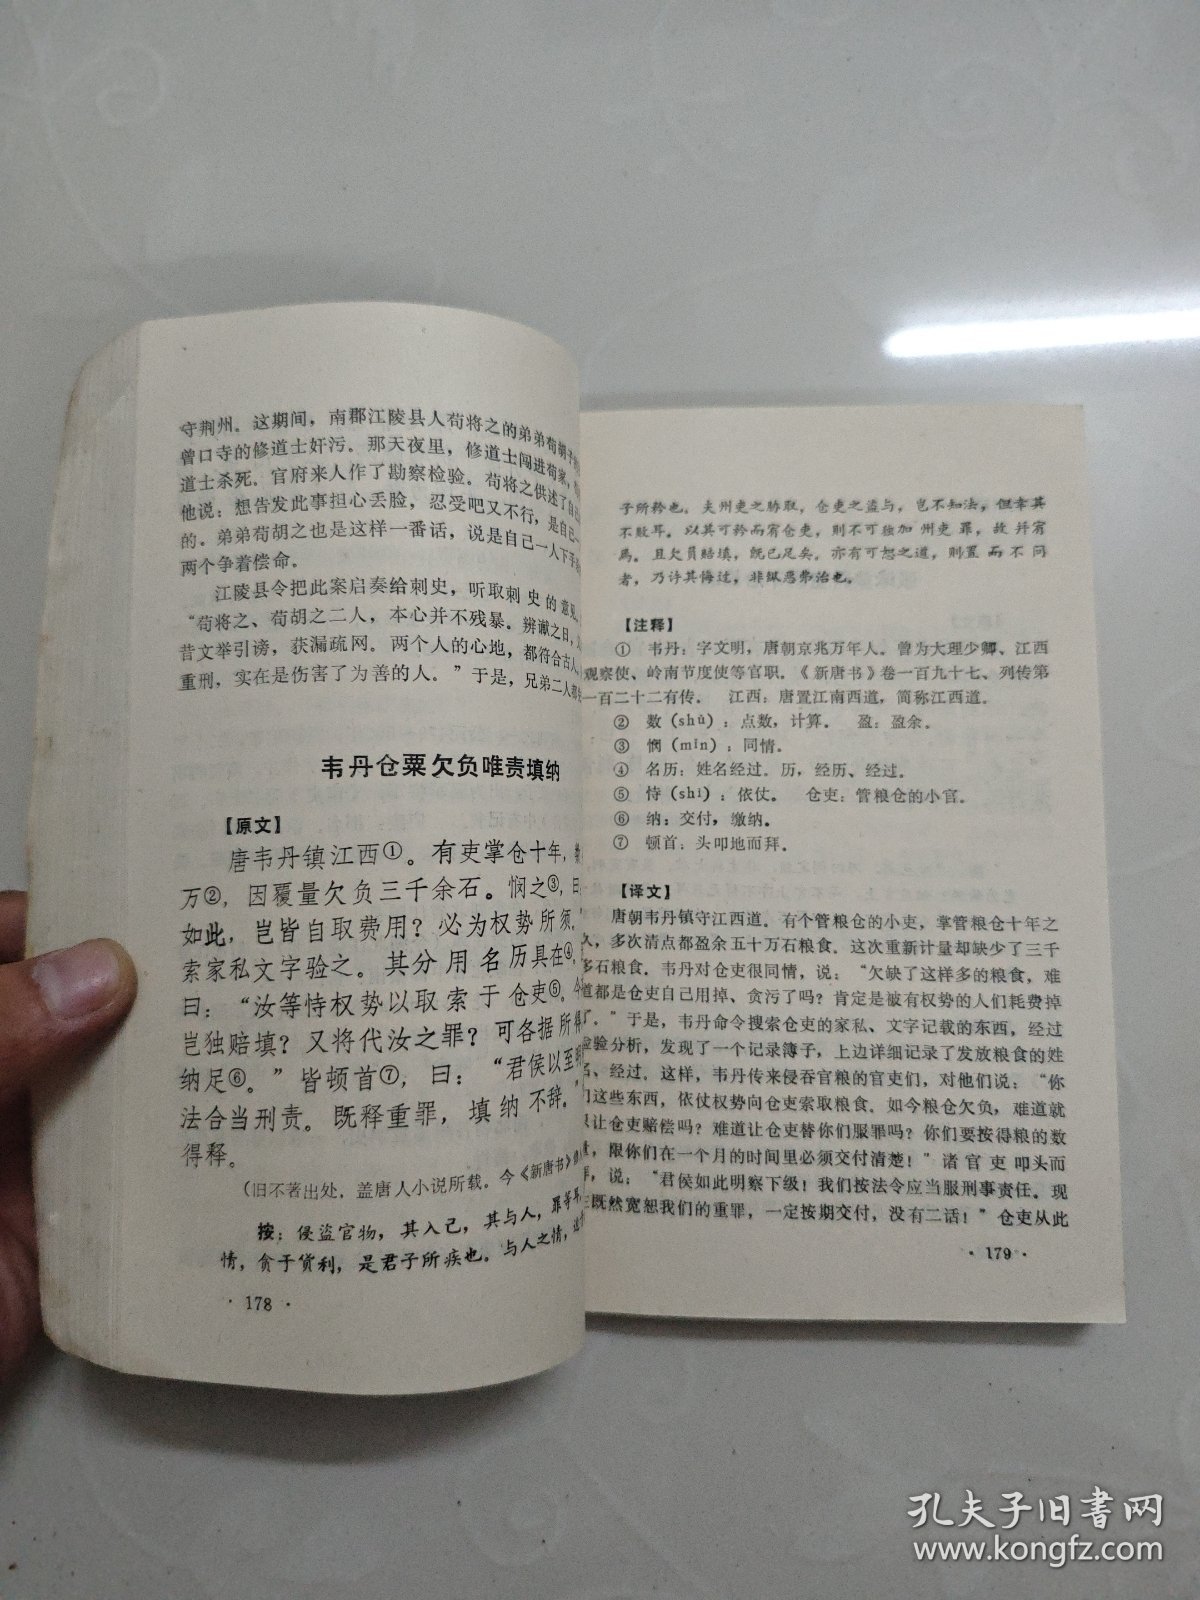 守荆州。这期间，南郡江陵县人苟将之的弟弟苟胡子
曾口寺的修道士奸污。那天夜里，修道士闯进苟家，
道士杀死。官府来人作了勘察检验。苟将之供述了自己
他说：想告发此事担心丢脸，忍受吧又不行，是自己一
的。弟弟苟胡之也是这样一番话，说是自己一人下手
两个争着偿命。
江陵县令把此案启奏给刺史，听取刺史的意见。
“苟将之、苟胡之二人，本心并不残暴。辨谳之日，
昔文举引谤，获漏疏网。两个人的心地，都符合古人，
重刑，实在是伤害了为善的人。”于是，兄弟二人都
韦丹仓粟欠负唯责填纳
【原文】
唐韦丹镇江西①。有吏掌仓十年，
万②，因覆量欠负三千余石。悯之③，曰
如此，岂皆自取费用？必为权势所须，
索家私文字验之。其分用名历具在④，
曰：“汝等恃权势以取索于仓吏⑤，今
岂独赔填？又将代汝之罪？可各据所得
纳足⑥。”皆顿首⑦，曰：“君侯以至明
法合当刑责。既释重罪，填纳不辞。”
得释。
（旧不著出处，盖唐人小说所载。今《新唐书》
按：侵盗官物，其入己，其与人，罪等耳，
情，贪于货利，是君子所疾也。与人之情，
· 178 ·
子所矜也。夫州吏之胁取，仓吏之盗与，岂不知法，但幸其
不败耳。以其可矜而宥仓吏，则不可独加州吏罪，故并宥
焉。且欠员赔填，既已足矣，亦有可恕之道，则置而不问
者，乃许其悔过，非纵恶弗治也。
【注释】
① 韦丹：字文明，唐朝京兆万年人。曾为大理少卿、江西
观察使、岭南节度使等官职。《新唐书》卷一百九十七、列传第
一百二十二有传。 江西：唐置江南西道，简称江西道。
② 数（shǔ）：点数，计算。 盈：盈余。
③ 悯（mǐn）：同情。
④ 名历：姓名经过。历，经历、经过。
⑤ 恃（shì）：依仗。 仓吏：管粮仓的小官。
⑥ 纳：交付，缴纳。
⑦ 顿首：头叩地而拜。
【译文】
唐朝韦丹镇守江西道。有个管粮仓的小吏，掌管粮仓十年之
久，多次清点都盈余五十万石粮食。这次重新计量却缺少了三千
多石粮食。韦丹对仓吏很同情，说：“欠缺了这样多的粮食，难
道都是仓吏自己用掉、贪污了吗？肯定是被有权势的人们耗费掉
了。”于是，韦丹命令搜索仓吏的家私、文字记载的东西，经过
检验分析，发现了一个记录簿子，上边详细记录了发放粮食的姓
名、经过。这样，韦丹传来侵吞官粮的官吏们，对他们说：“你
们这些东西，依仗权势向仓吏索取粮食。如今粮仓欠负，难道就
只让仓吏赔偿吗？难道让仓吏替你们服罪吗？你们要按得粮的数
量，限你们在一个月的时间里必须交付清楚！”诸官吏叩头而
拜，说：“君侯如此明察下级！我们按法令应当服刑事责任。现
在既然宽恕我们的重罪，一定按期交付，没有二话！”仓吏从此
· 179 ·
孔夫子旧书网
www.kongfz.com